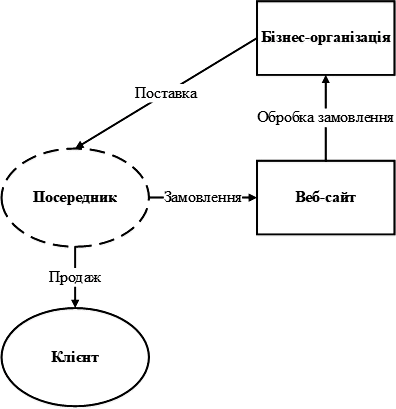 Бізнес-організація
Поставка
Обробка замовлення
Посередник
Замовлення
Веб-сайт
Продаж
Клієнт